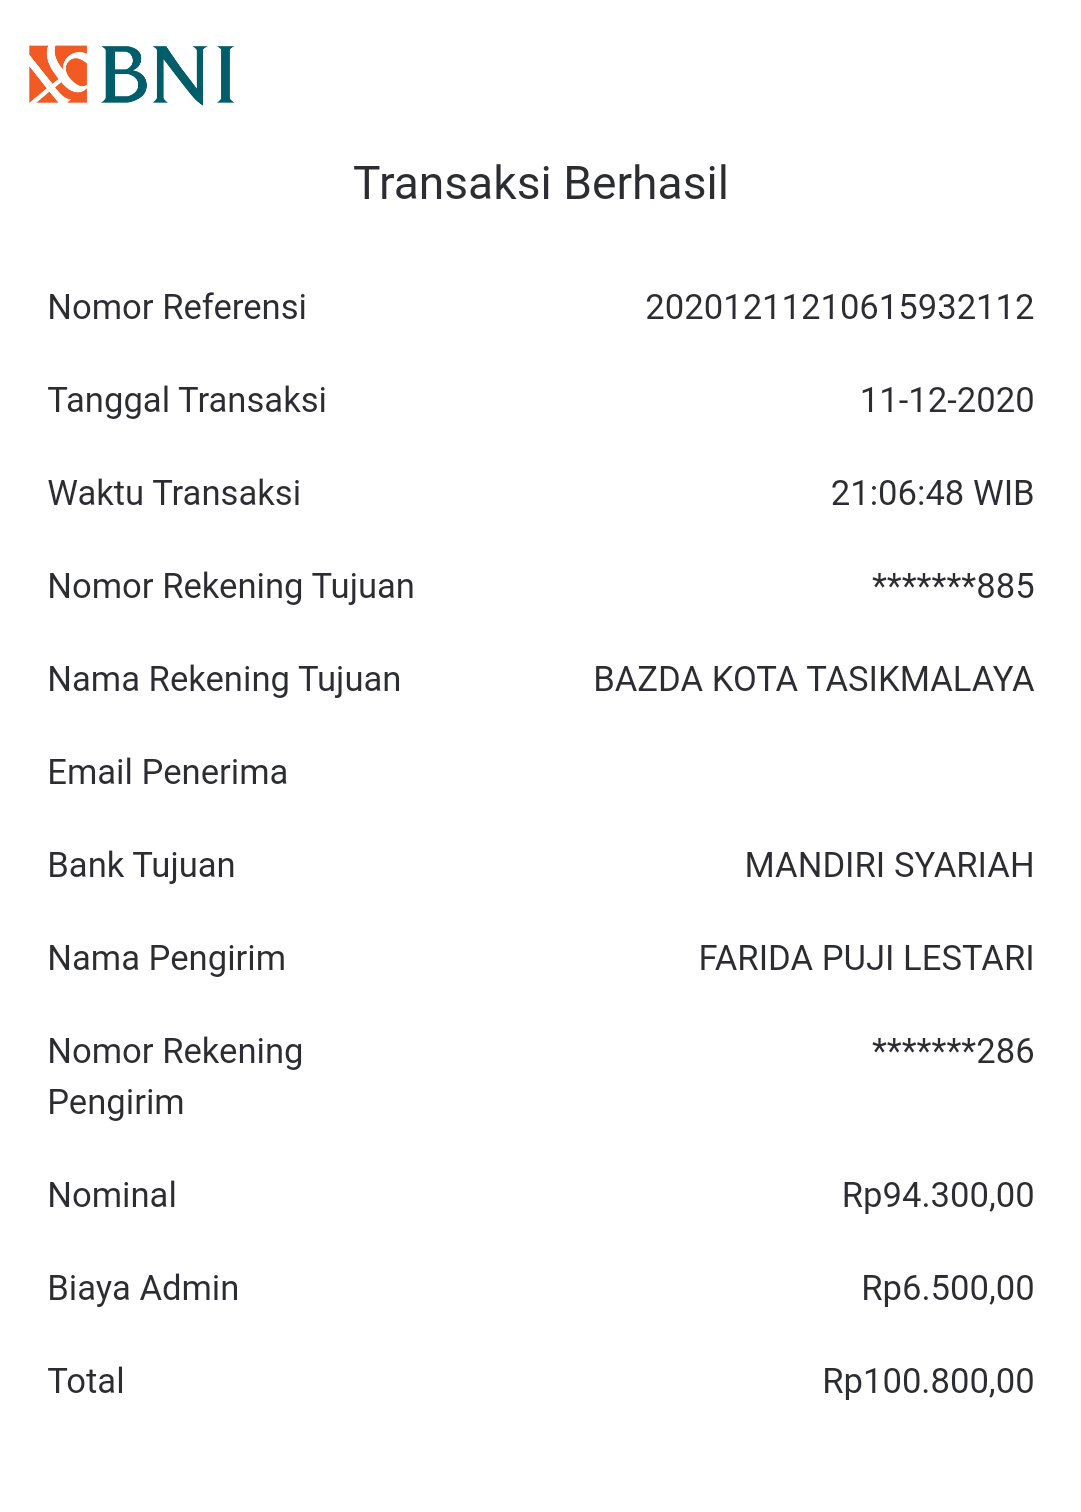 BNI
Transaksi Berhasil
Nomor Referensi 20201211210615932112
Tanggal Transaksi 11-12-2020
Waktu Transaksi 21:06:48 WIB
Nomor Rekening Tujuan *******885
Nama Rekening Tujuan BAZDA KOTA TASIKMALAYA
Email Penerima
Bank Tujuan MANDIRI SYARIAH
Nama Pengirim FARIDA PUJI LESTARI
Nomor Rekening *******286
Pengirim
Nominal Rp94.300,00
Biaya Admin Rp6.500,00
Total Rp100.800,00